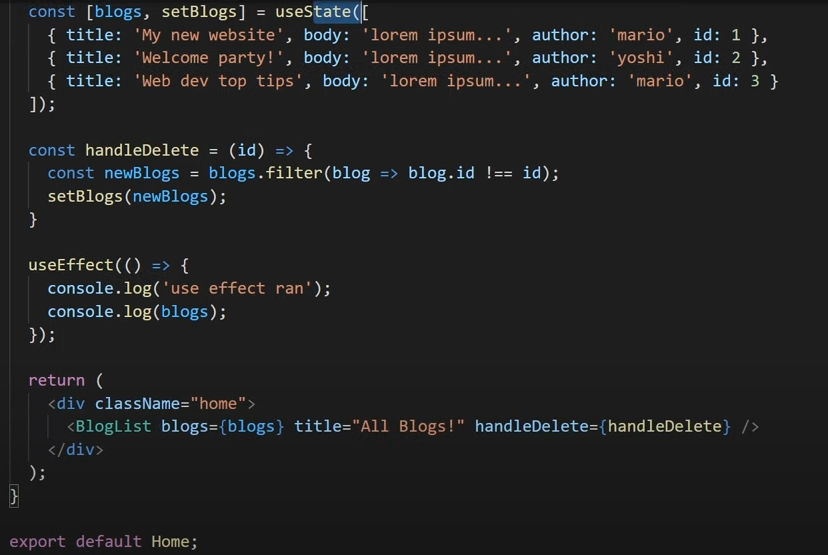 const [blogs, setBlogs] = useState([
{ title: 'My new website', body: 'lorem ipsum...', author: 'mario', id: 1 },
{ title: 'Welcome party!', body: 'lorem ipsum...', author: 'yoshi', id: 2 },
{ title: 'Web dev top tips', body: 'lorem ipsum...', author: 'mario', id: 3 }
]);
const handleDelete = (id) => {
const newBlogs = blogs.filter(blog => blog.id !== id);
setBlogs(newBlogs);
}
useEffect(() => {
console.log('use effect ran');
console.log(blogs);
});
return (
<div className="home">
<BlogList blogs={blogs} title="All Blogs!" handleDelete={handleDelete} />
</div>
);
}
export default Home;